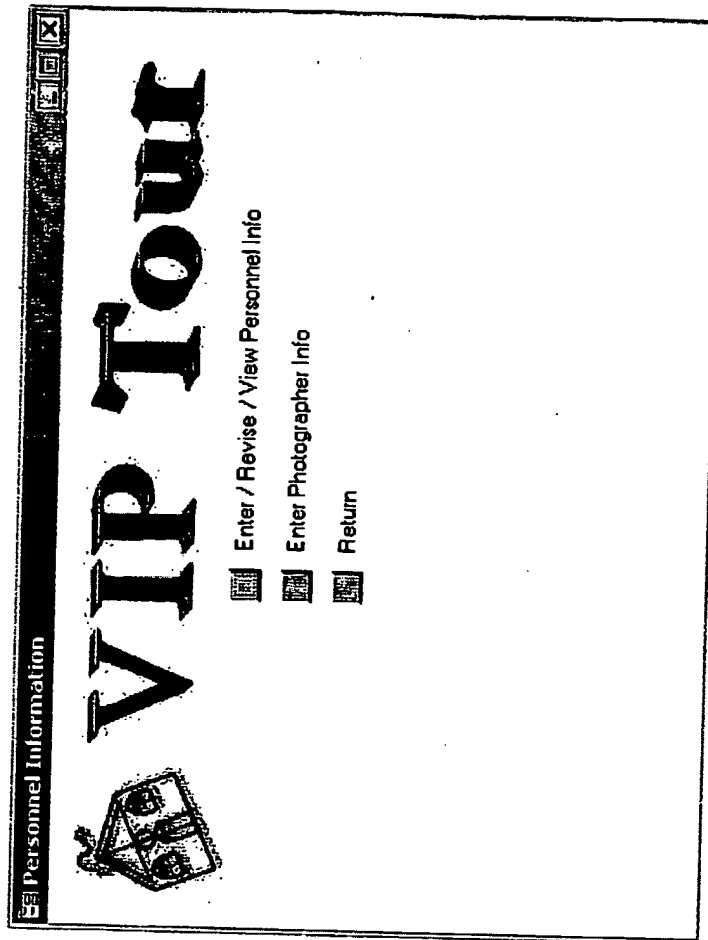 Personnel Information
VIP Tour
Enter / Revise / View Personnel Info
Enter Photographer Info
Return